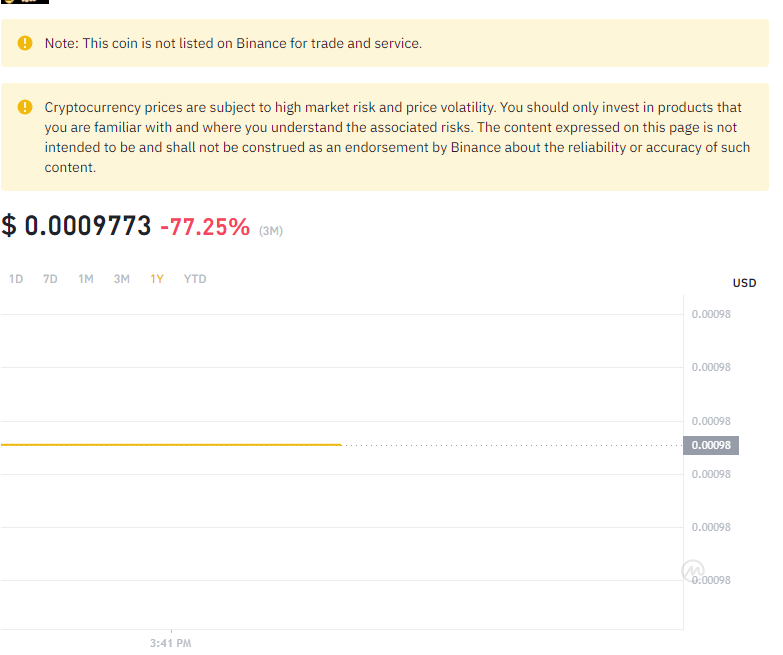 Note: This coin is not listed on Binance for trade and service.
Cryptocurrency prices are subject to high market risk and price volatility. You should only invest in products that
you are familiar with and where you understand the associated risks. The content expressed on this page is not
intended to be and shall not be construed as an endorsement by Binance about the reliability or accuracy of such
content.
$ 0.0009773 -77.25% (3M)
1D 7D 1M 3M 1Y YTD
USD
0.00098
0.00098
0.00098
0.00098
0.00098
0.00098
0.00098
3:41 PM